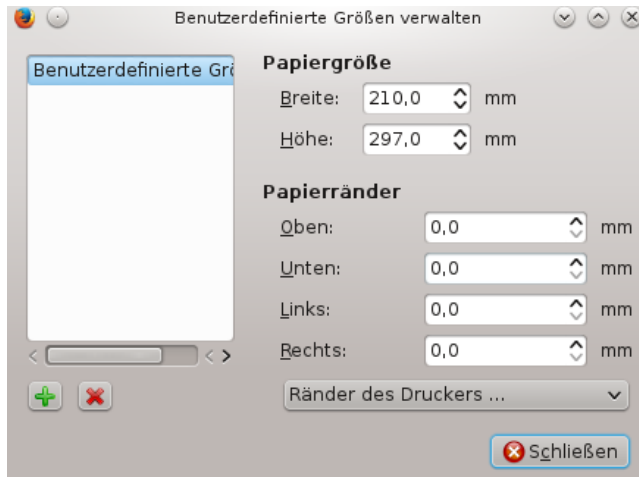 Benutzerdefinierte Größen verwalten
Benutzerdefinierte
Papiergröße
Breite: 210,0 mm
Höhe: 297,0 mm
Papierränder
Oben: 0,0 mm
Unten: 0,0 mm
Links: 0,0 mm
Rechts: 0,0 mm
Ränder des Druckers ...
Schließen